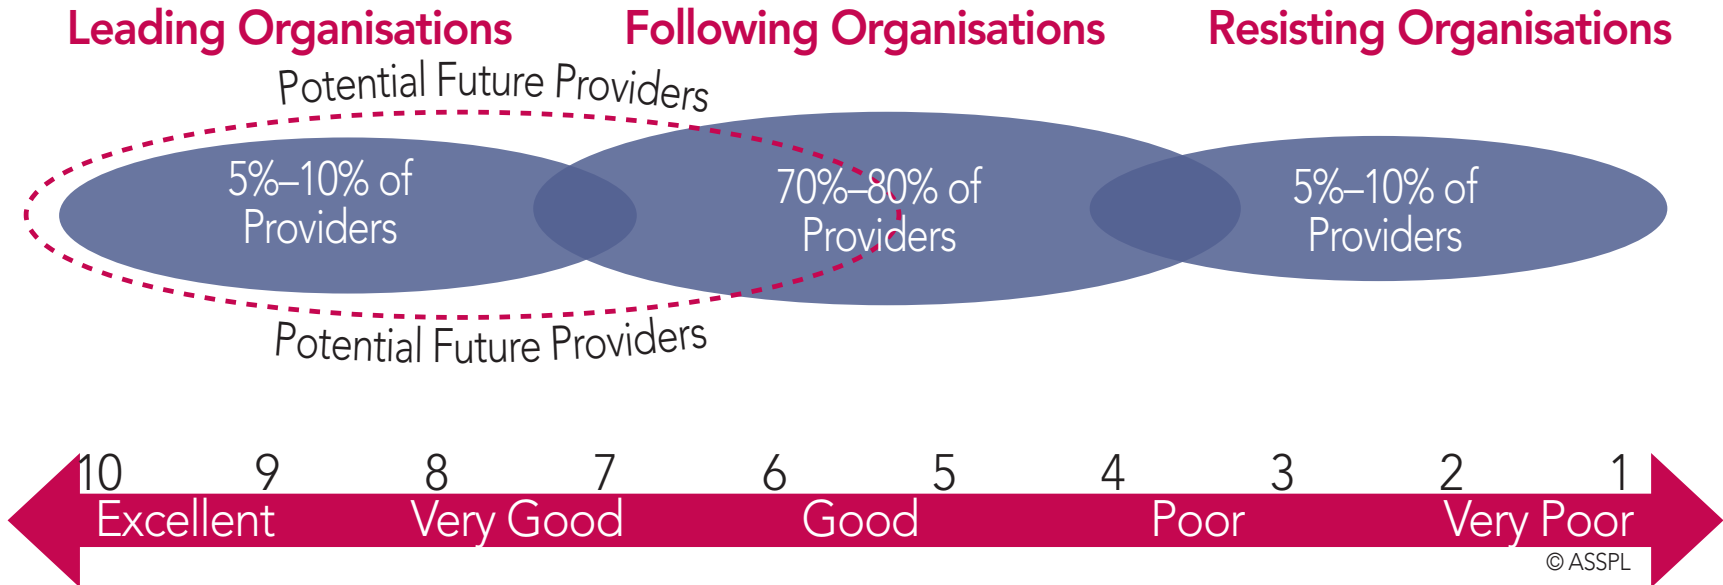 Leading Organisations
Following Organisations
Resisting Organisations
Potential Future Providers
5%–10% of
Providers
70%–80% of
Providers
5%–10% of
Providers
Potential Future Providers
10 9 8 7 6 5 4 3 2 1
Excellent Very Good Good Poor Very Poor
© ASSPL